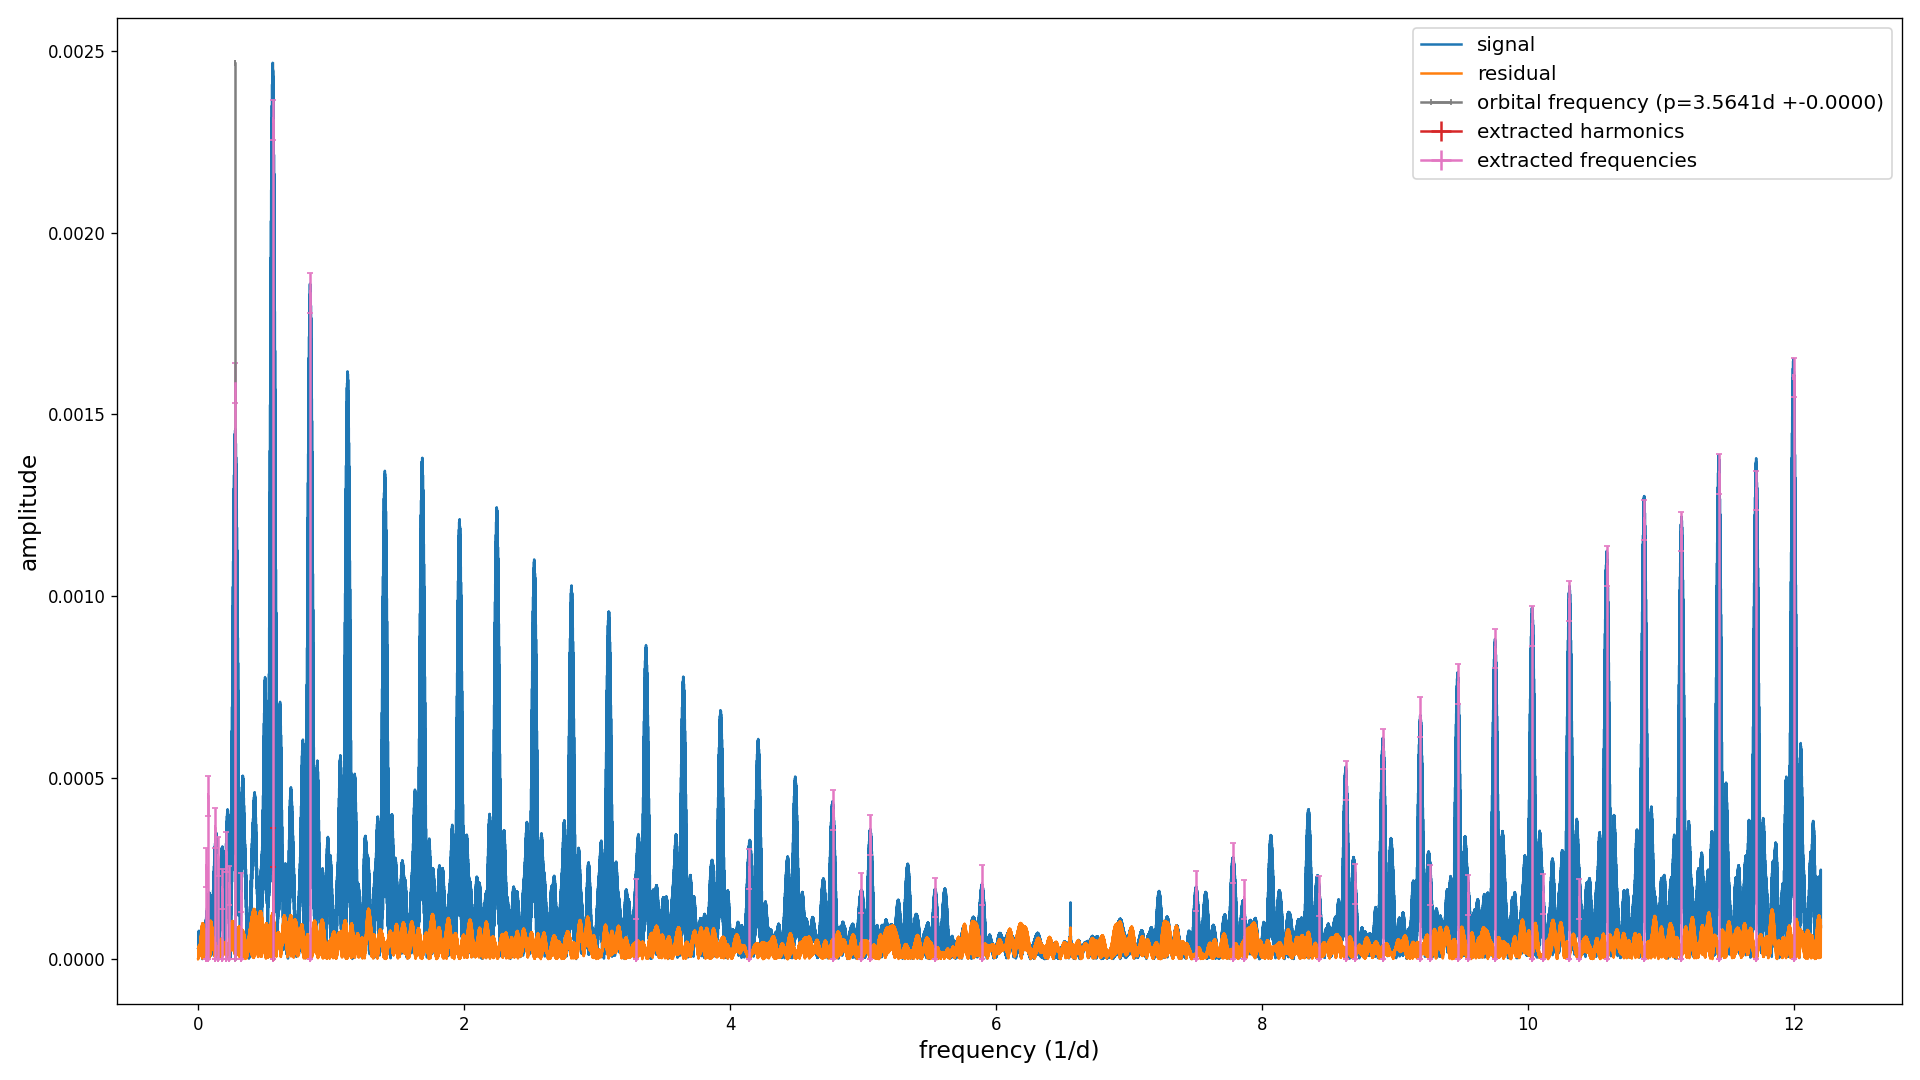 signal
residual
orbital frequency (p=3.5641d +-0.0000)
extracted harmonics
extracted frequencies
0.0025
0.0020
0.0015
0.0010
0.0005
0.0000
amplitude
0 2 4 6 8 10 12
frequency (1/d)